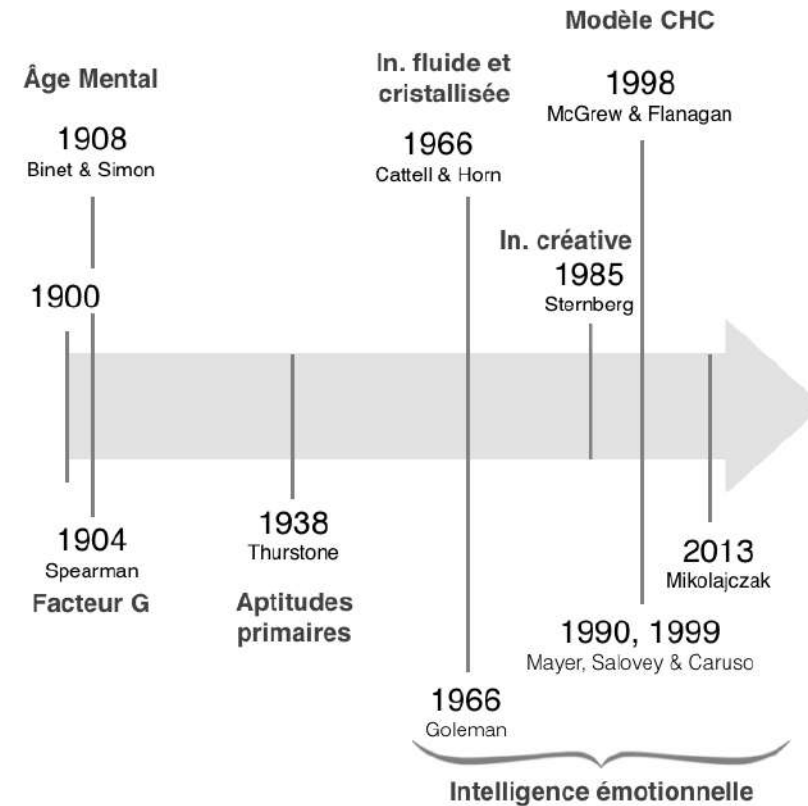 Modèle CHC
1998
McGrew & Flanagan
Âge Mental
1908
Binet & Simon
In. fluide et
cristallisée
1966
Cattell & Horn
In. créative
1985
Sternberg
1900
1904
Spearman
Facteur G
1938
Thurstone
Aptitudes
primaires
2013
Mikolajczak
1990, 1999
Mayer, Salovey & Caruso
1966
Goleman
Intelligence émotionnelle